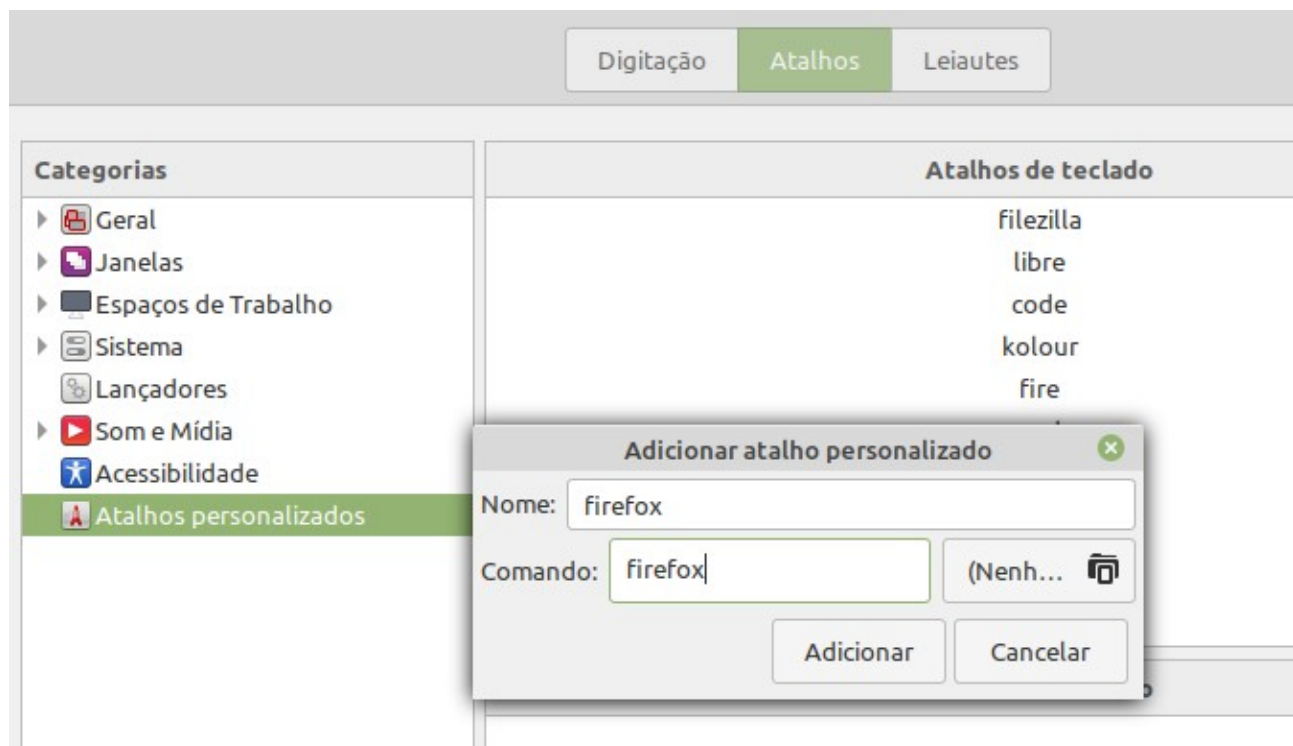 Digitação Atalhos Leiautes
Categorias
Geral
Janelas
Espaços de Trabalho
Sistema
Lançadores
Som e Mídia
Acessibilidade
Atalhos personalizados
Atalhos de teclado
filezilla
libre
code
kolour
fire
Adicionar atalho personalizado
Nome: firefox
Comando: firefox (Nenh...
Adicionar Cancelar